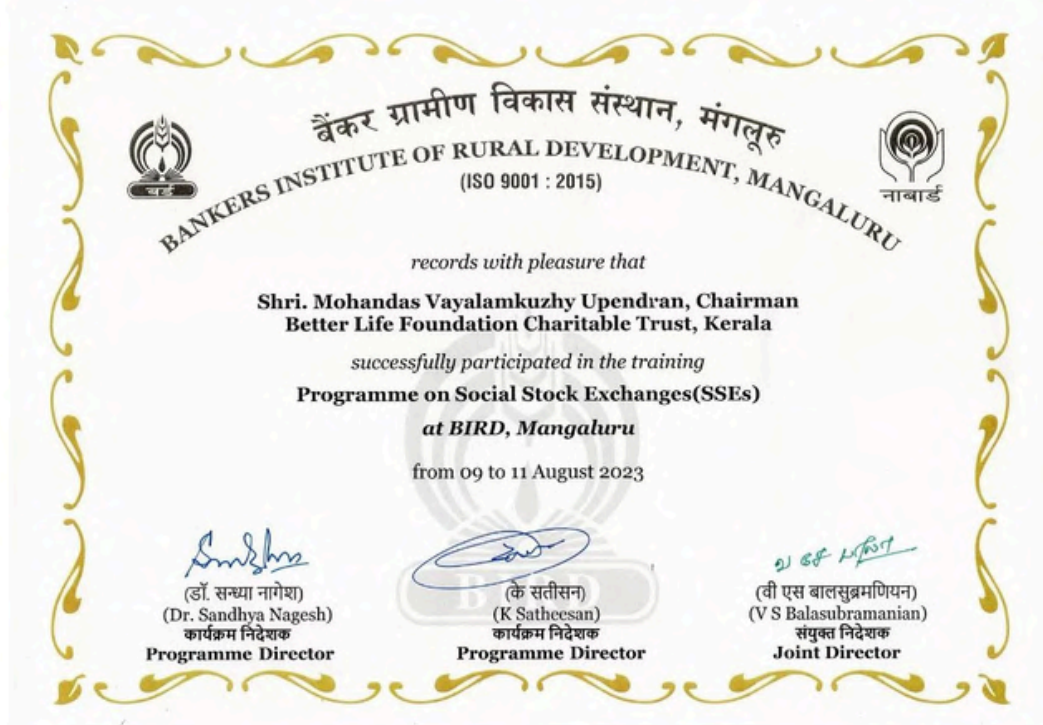 बैंकर ग्रामीण विकास संस्थान, मंगलूरु
BANKERS INSTITUTE OF RURAL DEVELOPMENT, MANGALURU
(ISO 9001 : 2015)
बर्ड
नाबार्ड
records with pleasure that
Shri. Mohandas Vayalamkuzhy Upendran, Chairman
Better Life Foundation Charitable Trust, Kerala
successfully participated in the training
Programme on Social Stock Exchanges(SSEs)
at BIRD, Mangaluru
from 09 to 11 August 2023
BIRD
(डॉ. सन्ध्या नागेश)
(Dr. Sandhya Nagesh)
कार्यक्रम निदेशक
Programme Director
(के सतीसन)
(K Satheesan)
कार्यक्रम निदेशक
Programme Director
(वी एस बालसुब्रमणियन)
(V S Balasubramanian)
संयुक्त निदेशक
Joint Director